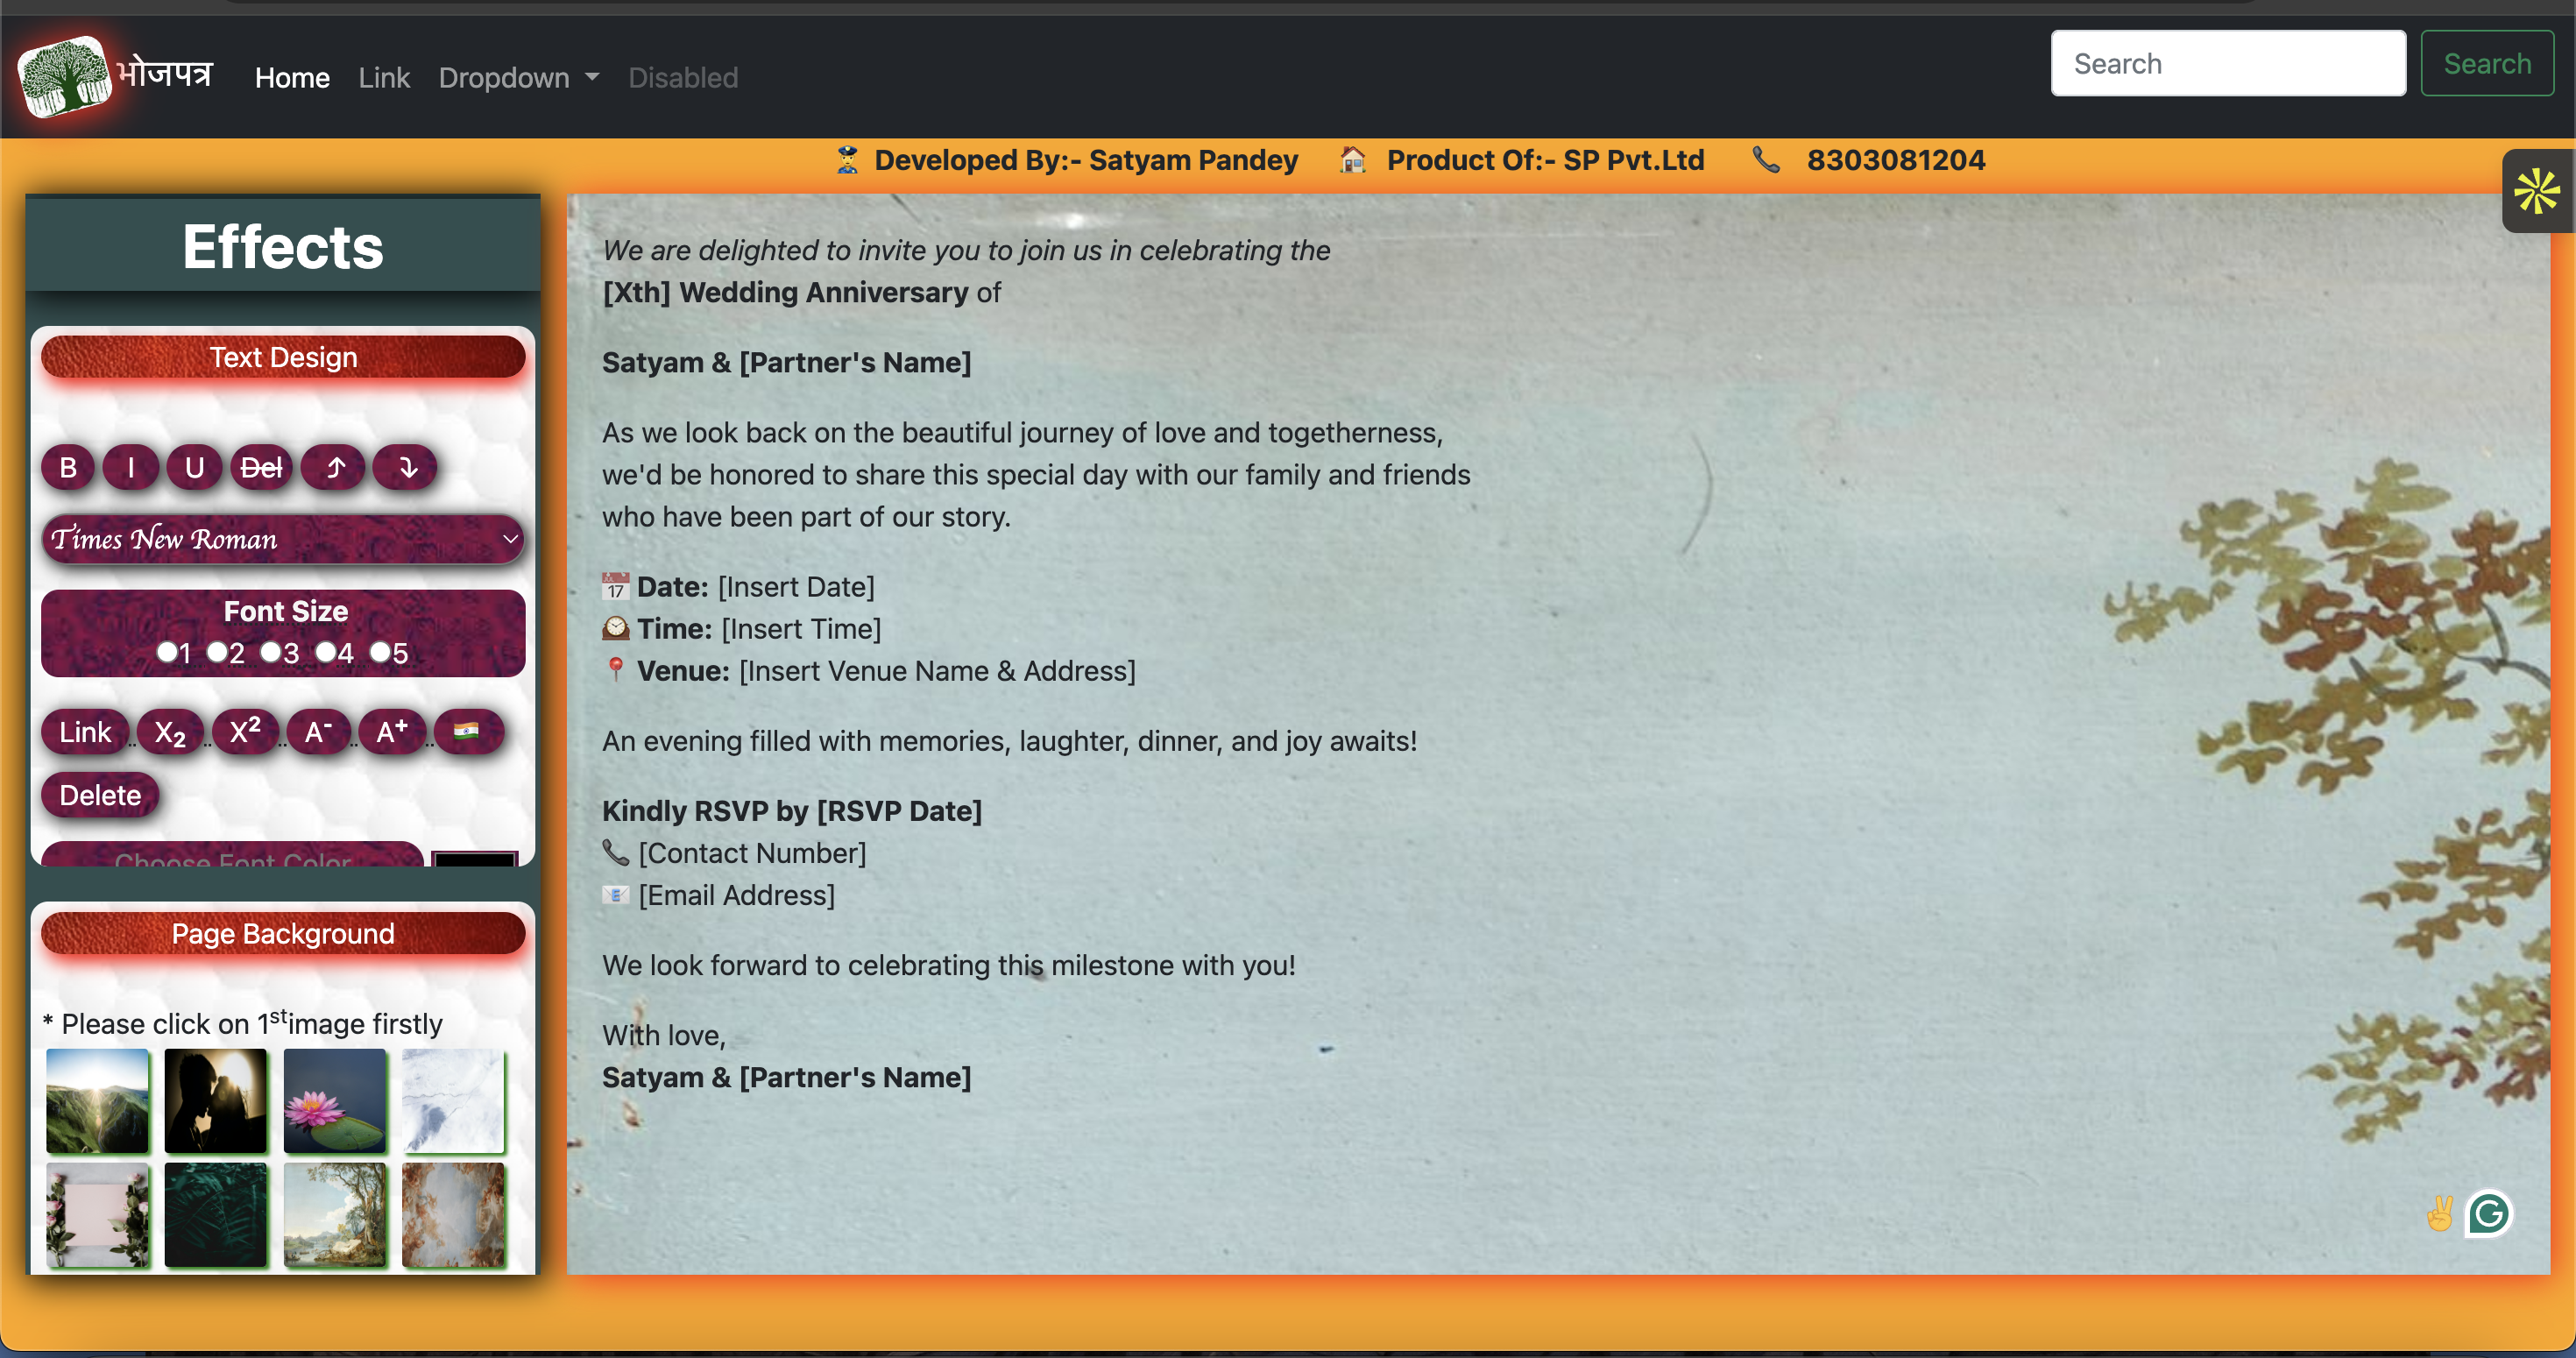 भोजपत्र Home Link Dropdown Disabled Search Search
👮 Developed By:- Satyam Pandey 🏠 Product Of:- SP Pvt.Ltd 📞 8303081204
Effects
Text Design
B I U Del ⤴ ⤵
Times New Roman
Font Size
1 2 3 4 5
Link X₂ X² A⁻ A⁺ 🇮🇳
Delete
Choose Font Color
Page Background
* Please click on 1ˢᵗimage firstly
We are delighted to invite you to join us in celebrating the
[Xth] Wedding Anniversary of
Satyam & [Partner's Name]
As we look back on the beautiful journey of love and togetherness,
we'd be honored to share this special day with our family and friends
who have been part of our story.
📅 Date: [Insert Date]
🕰️ Time: [Insert Time]
📍 Venue: [Insert Venue Name & Address]
An evening filled with memories, laughter, dinner, and joy awaits!
Kindly RSVP by [RSVP Date]
📞 [Contact Number]
📧 [Email Address]
We look forward to celebrating this milestone with you!
With love,
Satyam & [Partner's Name]